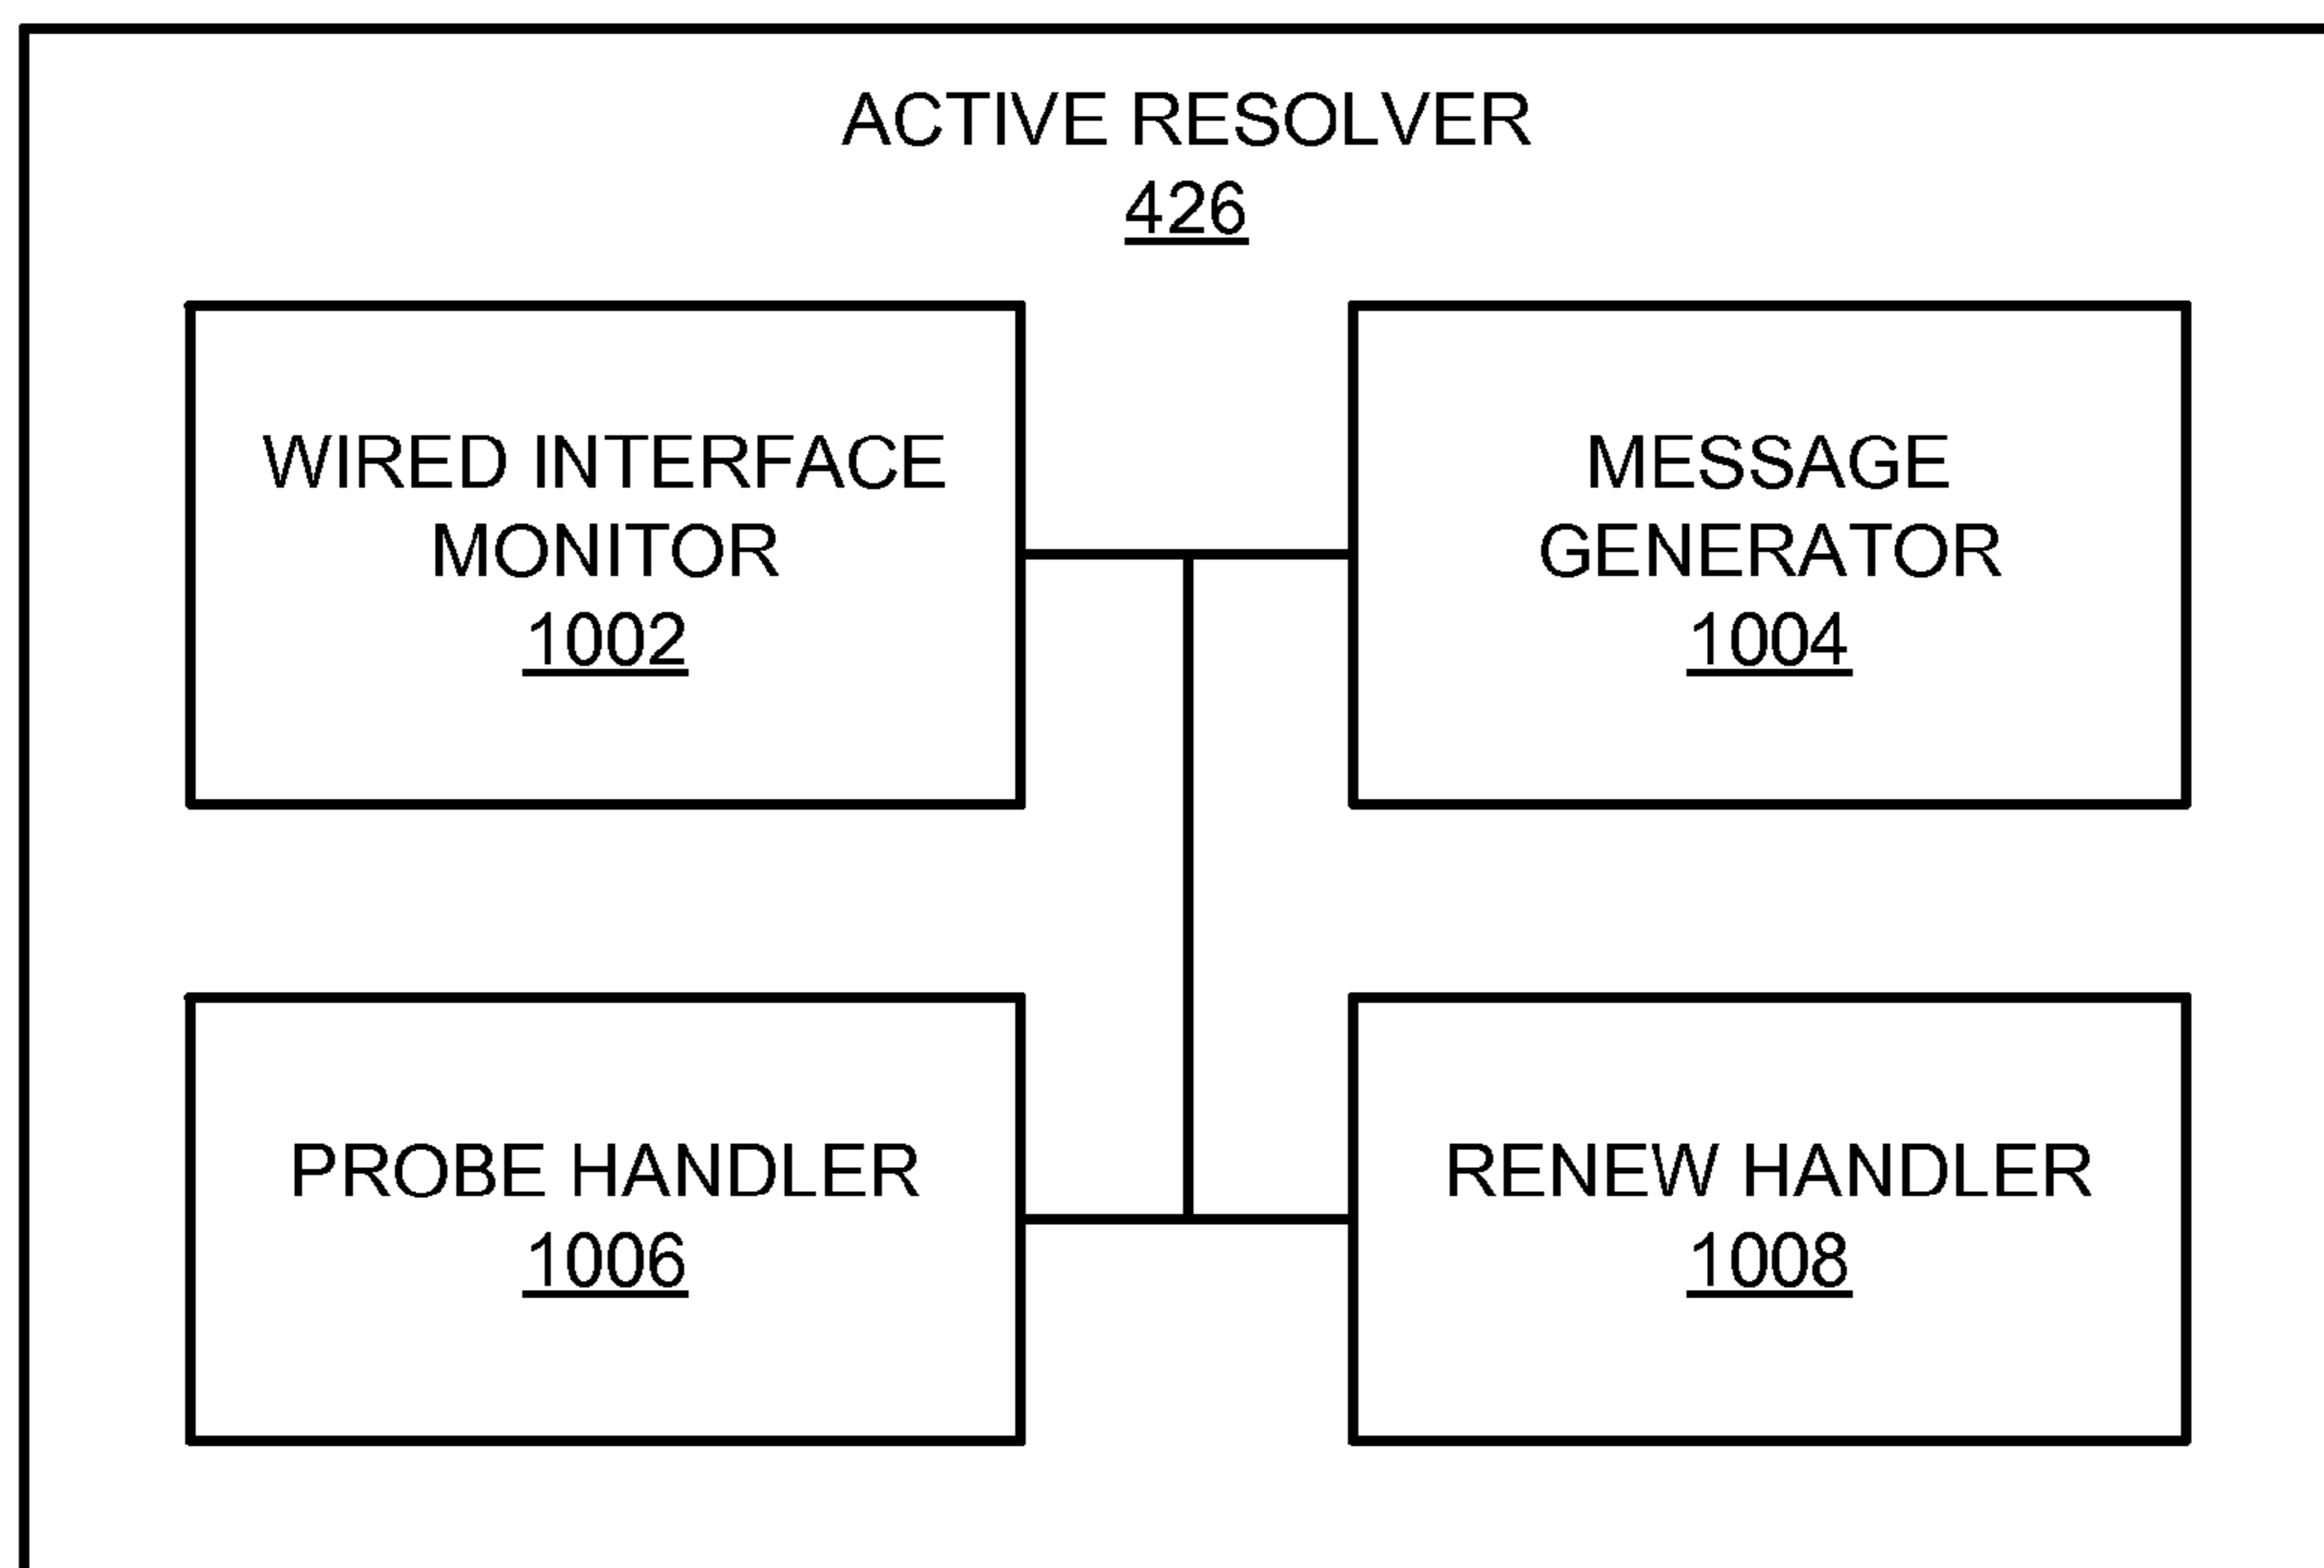 ACTIVE RESOLVER
426
WIRED INTERFACE
MONITOR
1002
MESSAGE
GENERATOR
1004
PROBE HANDLER
1006
RENEW HANDLER
1008